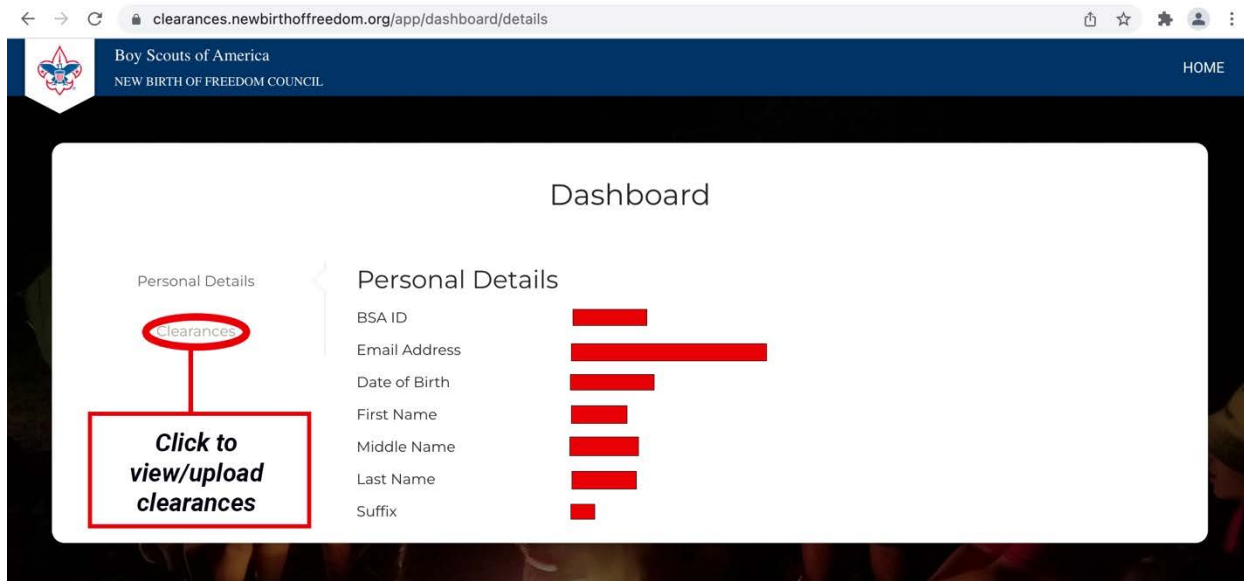 clearances.newbirthoffreedom.org/app/dashboard/details
Boy Scouts of America
NEW BIRTH OF FREEDOM COUNCIL
HOME
Dashboard
Personal Details
Clearances
Click to
view/upload
clearances
Personal Details
BSA ID
Email Address
Date of Birth
First Name
Middle Name
Last Name
Suffix